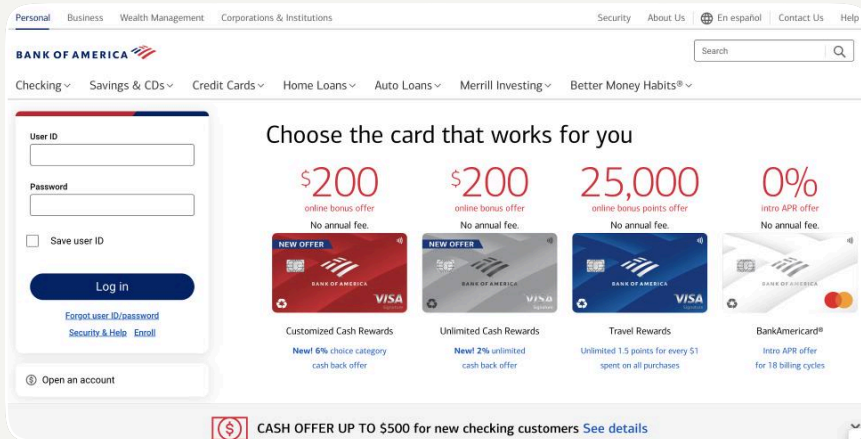 Personal Business Wealth Management Corporations & Institutions Security About Us En español Contact Us Help
BANK OF AMERICA
Search
Checking Savings & CDs Credit Cards Home Loans Auto Loans Merrill Investing Better Money Habits®
User ID
Password
Save user ID
Log in
Forgot user ID/password
Security & Help Enroll
Open an account
Choose the card that works for you
$200
online bonus offer
No annual fee.
NEW OFFER
BANK OF AMERICA
VISA
Signature
Customized Cash Rewards
New! 6% choice category
cash back offer
$200
online bonus offer
No annual fee.
NEW OFFER
BANK OF AMERICA
VISA
Signature
Unlimited Cash Rewards
New! 2% unlimited
cash back offer
25,000
online bonus points offer
No annual fee.
BANK OF AMERICA
VISA
Signature
Travel Rewards
Unlimited 1.5 points for every $1
spent on all purchases
0%
intro APR offer
No annual fee.
BANK OF AMERICA
BankAmericard®
Intro APR offer
for 18 billing cycles
CASH OFFER UP TO $500 for new checking customers See details